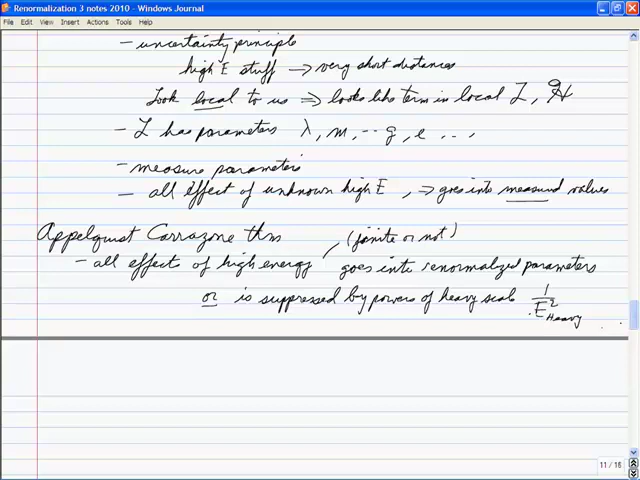 Renormalization 3 notes 2010 - Windows Journal
File Edit View Insert Actions Tools Help
- uncertainty principle
high E stuff → very short distances
Look local to us ⇒ looks like term in local L, H
- L has parameters λ, m, -- g, e ...,
- measure parameters
- all effect of unknown high E, ⇒ goes into measured values
Appelquist Carrazone thm (finite or not)
- all effects of high energy goes into renormalized parameters
or is suppressed by powers of heavy scale 1/E²Heavy
11 / 18